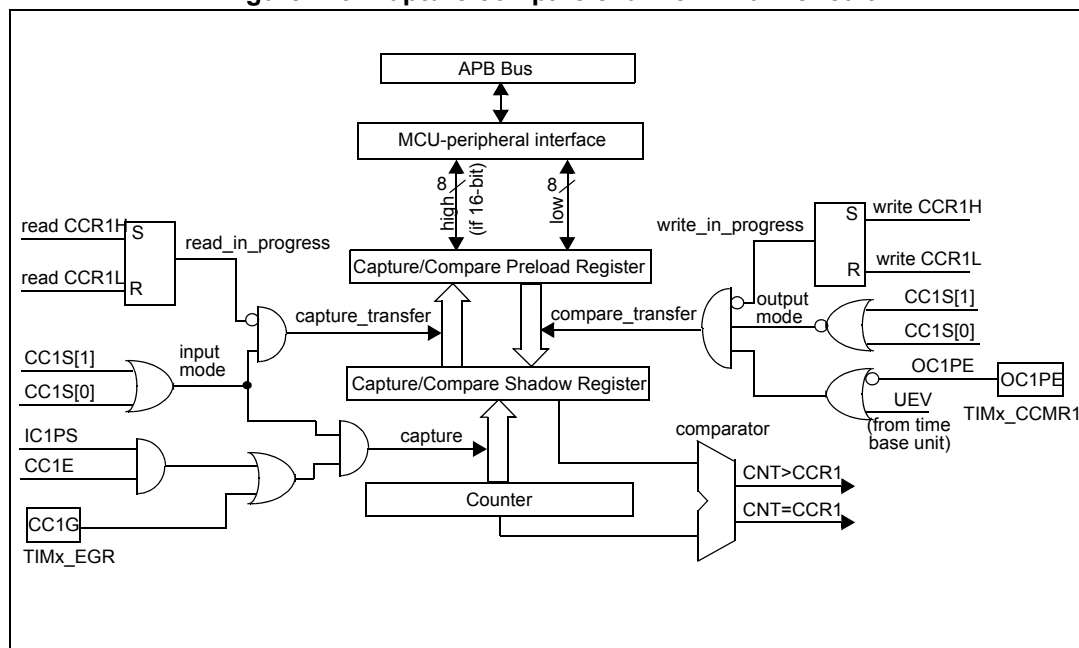 APB Bus
MCU-peripheral interface
8
high
(if 16-bit)
8
low
read CCR1H
S
read_in_progress
read CCR1L
R
write_in_progress
S
write CCR1H
R
write CCR1L
Capture/Compare Preload Register
capture_transfer
compare_transfer
output
mode
CC1S[1]
CC1S[0]
input
mode
CC1S[1]
CC1S[0]
Capture/Compare Shadow Register
OC1PE
OC1PE
UEV
(from time
base unit)
TIMx_CCMR1
IC1PS
CC1E
capture
comparator
CNT>CCR1
Counter
CNT=CCR1
CC1G
TIMx_EGR